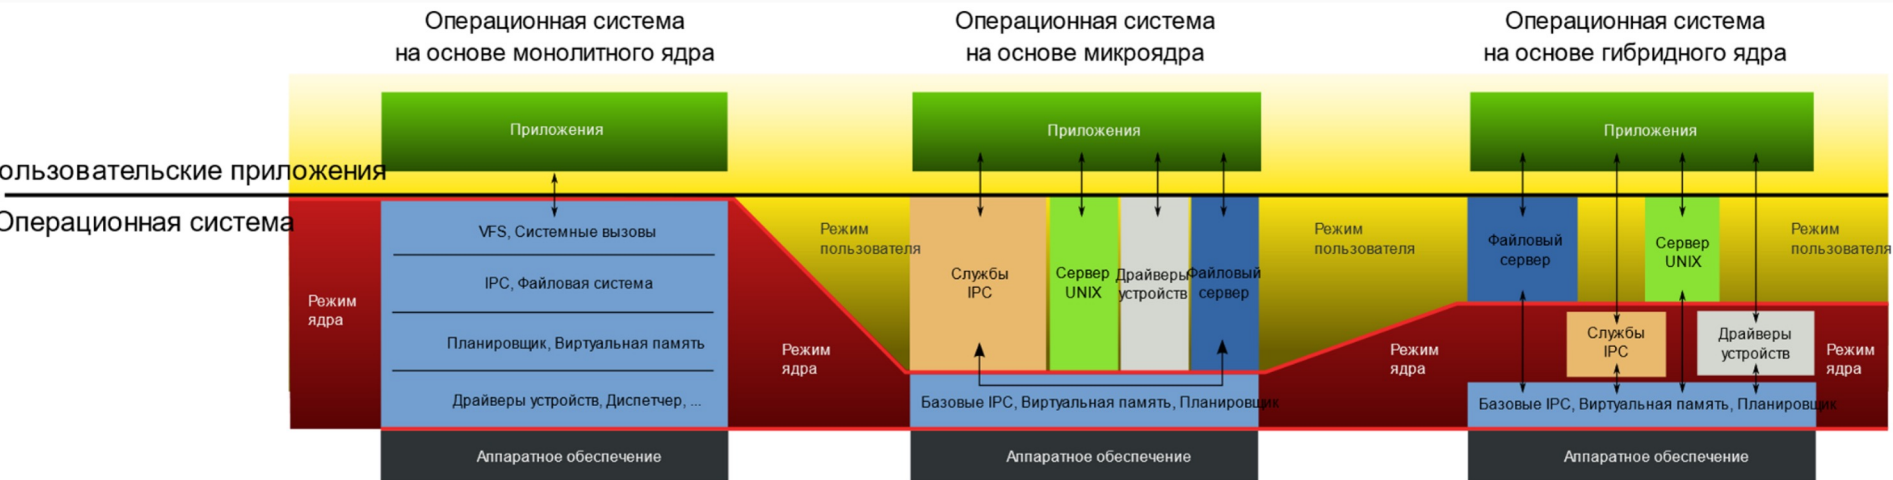 Операционная система
на основе монолитного ядра
Операционная система
на основе микроядра
Операционная система
на основе гибридного ядра
ользовательские приложения
Операционная система
Приложения
VFS, Системные вызовы
IPC, Файловая система
Планировщик, Виртуальная память
Драйверы устройств, Диспетчер, ...
Аппаратное обеспечение
Режим
ядра
Режим
ядра
Режим
пользователя
Приложения
Службы
IPC
Сервер
UNIX
Драйверы
устройств
Файловый
сервер
Базовые IPC, Виртуальная память, Планировщик
Аппаратное обеспечение
Режим
пользователя
Режим
ядра
Приложения
Файловый
сервер
Сервер
UNIX
Службы
IPC
Драйверы
устройств
Базовые IPC, Виртуальная память, Планировщик
Аппаратное обеспечение
Режим
пользователя
Режим
ядра